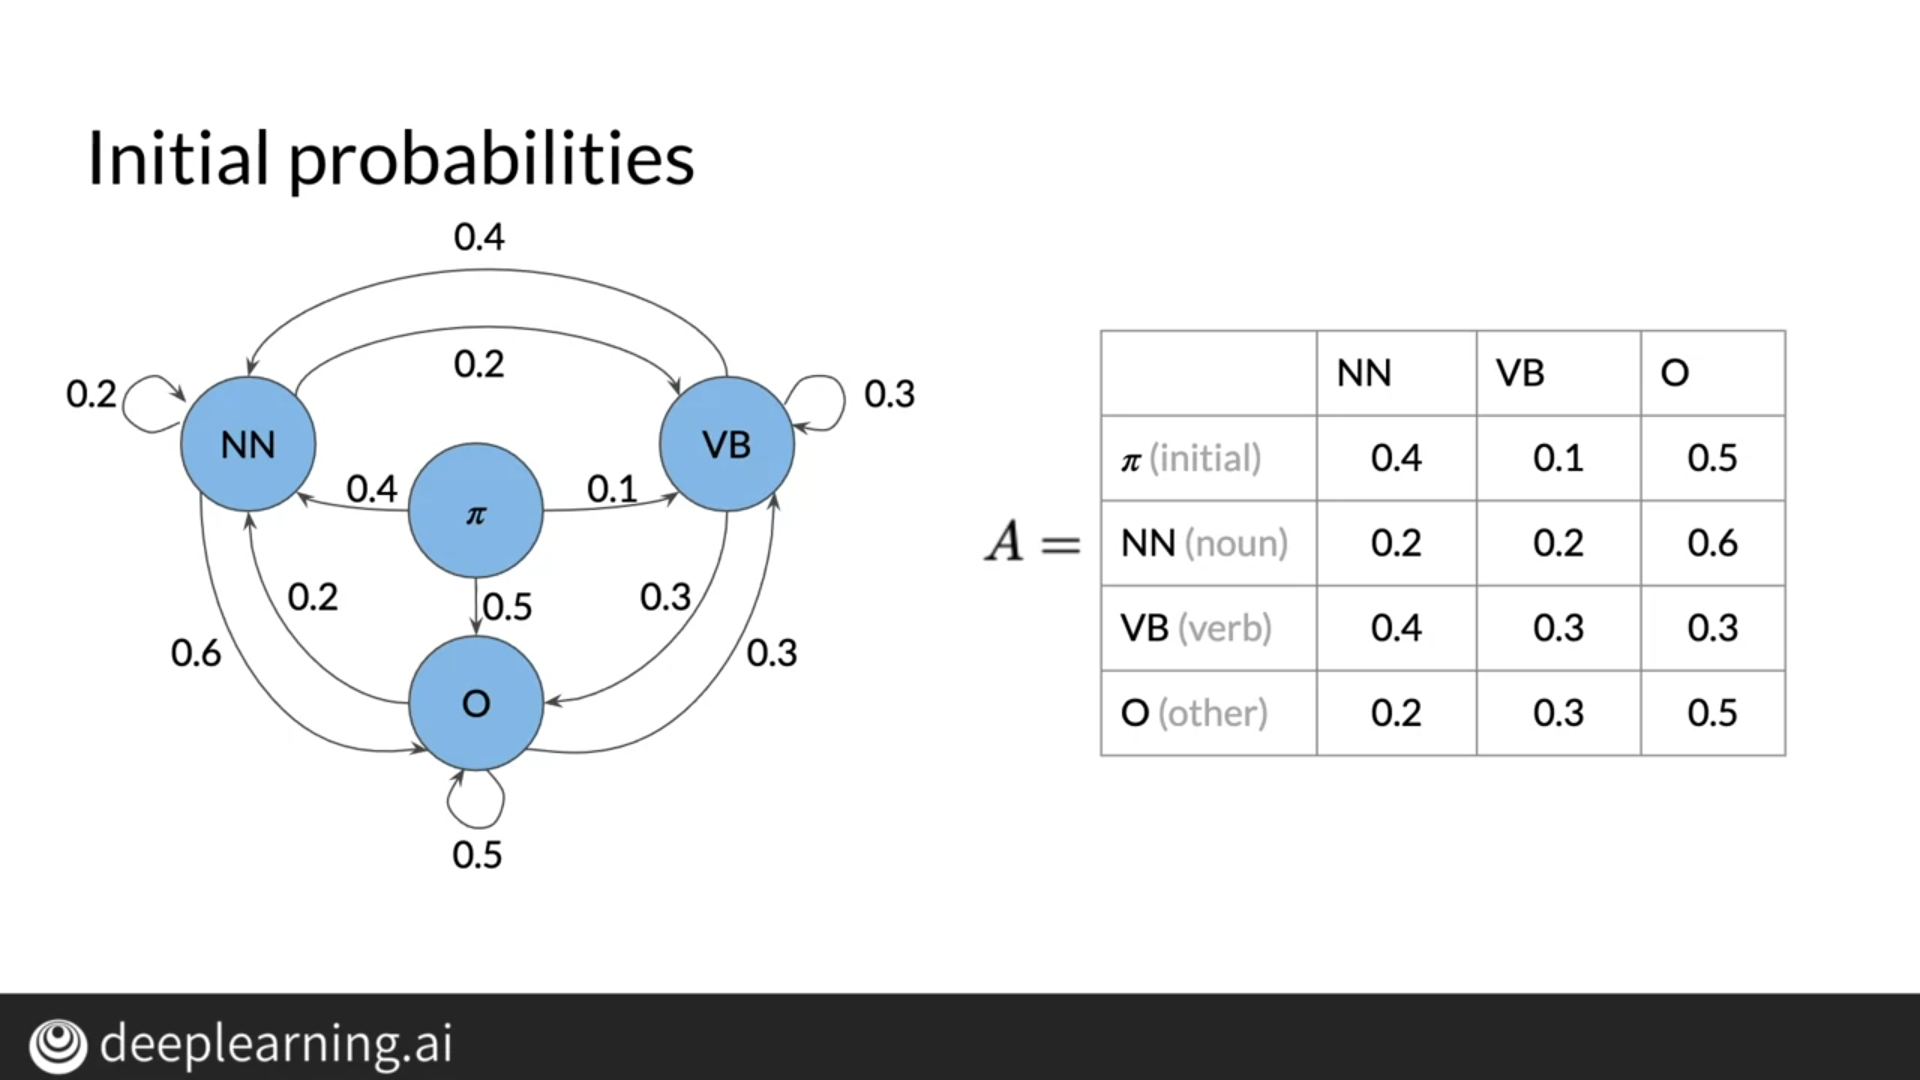 Initial probabilities
0.4
0.2
0.2
0.3
NN
VB
0.4
0.1
π
0.2
0.5
0.3
0.6
0.3
O
0.5
A =
NN VB O
π (initial) 0.4 0.1 0.5
NN (noun) 0.2 0.2 0.6
VB (verb) 0.4 0.3 0.3
O (other) 0.2 0.3 0.5
deeplearning.ai